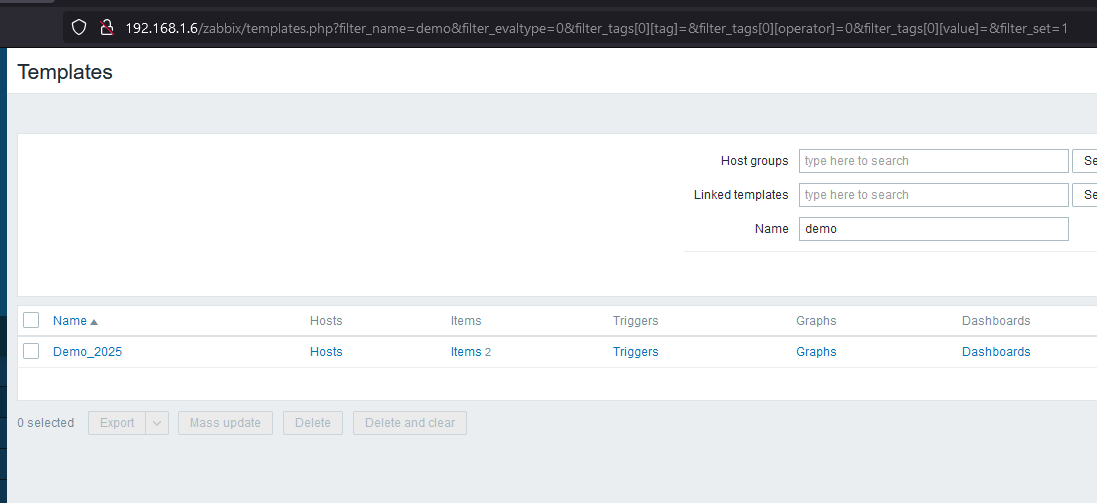 192.168.1.6/zabbix/templates.php?filter_name=demo&filter_evaltype=0&filter_tags[0][tag]=&filter_tags[0][operator]=0&filter_tags[0][value]=&filter_set=1
Templates
Host groups type here to search Se
Linked templates type here to search Se
Name demo
Name Hosts Items Triggers Graphs Dashboards
Demo_2025 Hosts Items 2 Triggers Graphs Dashboards
0 selected Export Mass update Delete Delete and clear